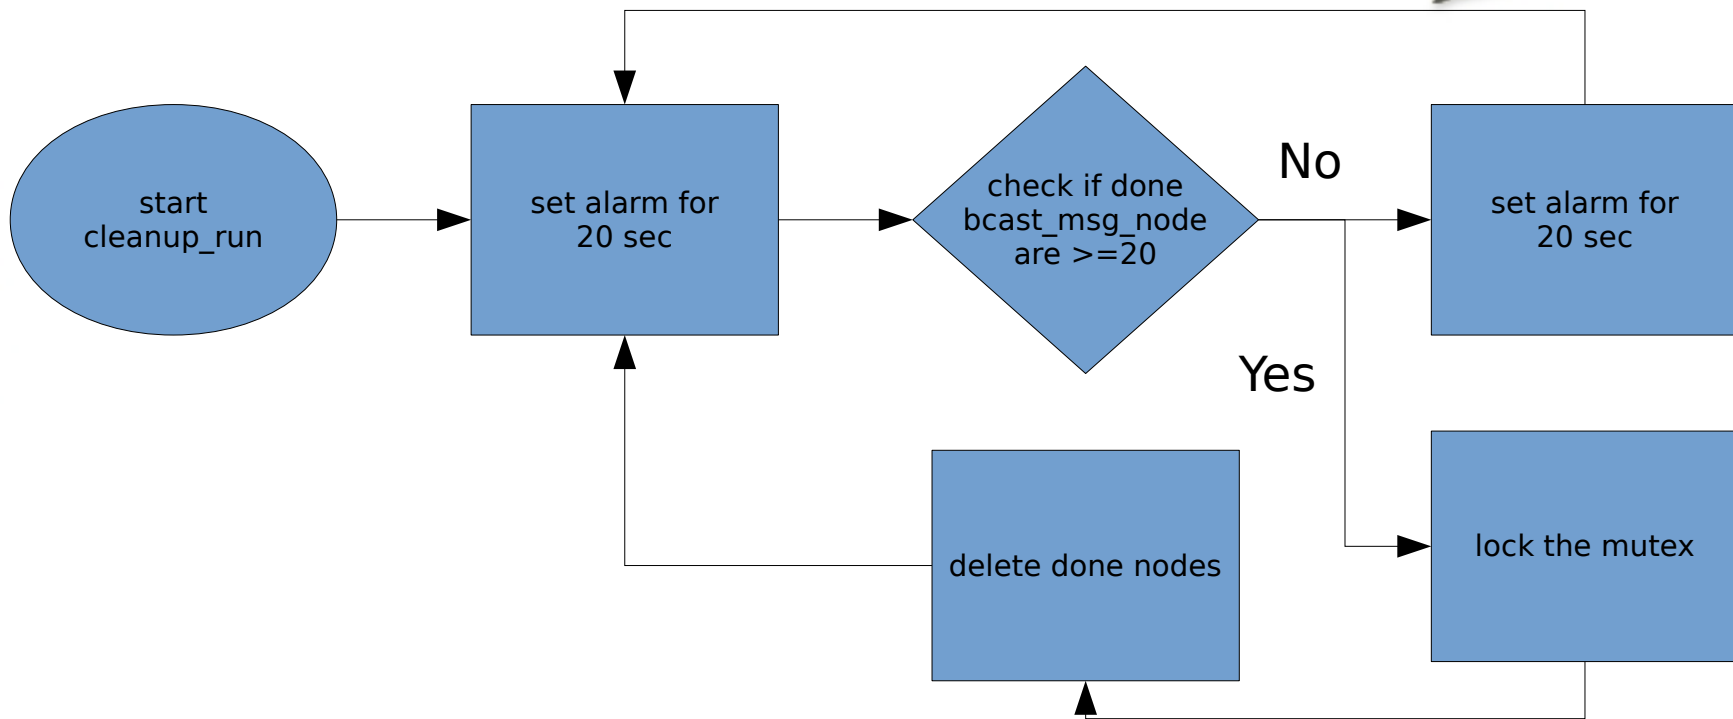 start
cleanup_run
set alarm for
20 sec
check if done
bcast_msg_node
are >=20
No
set alarm for
20 sec
Yes
lock the mutex
delete done nodes